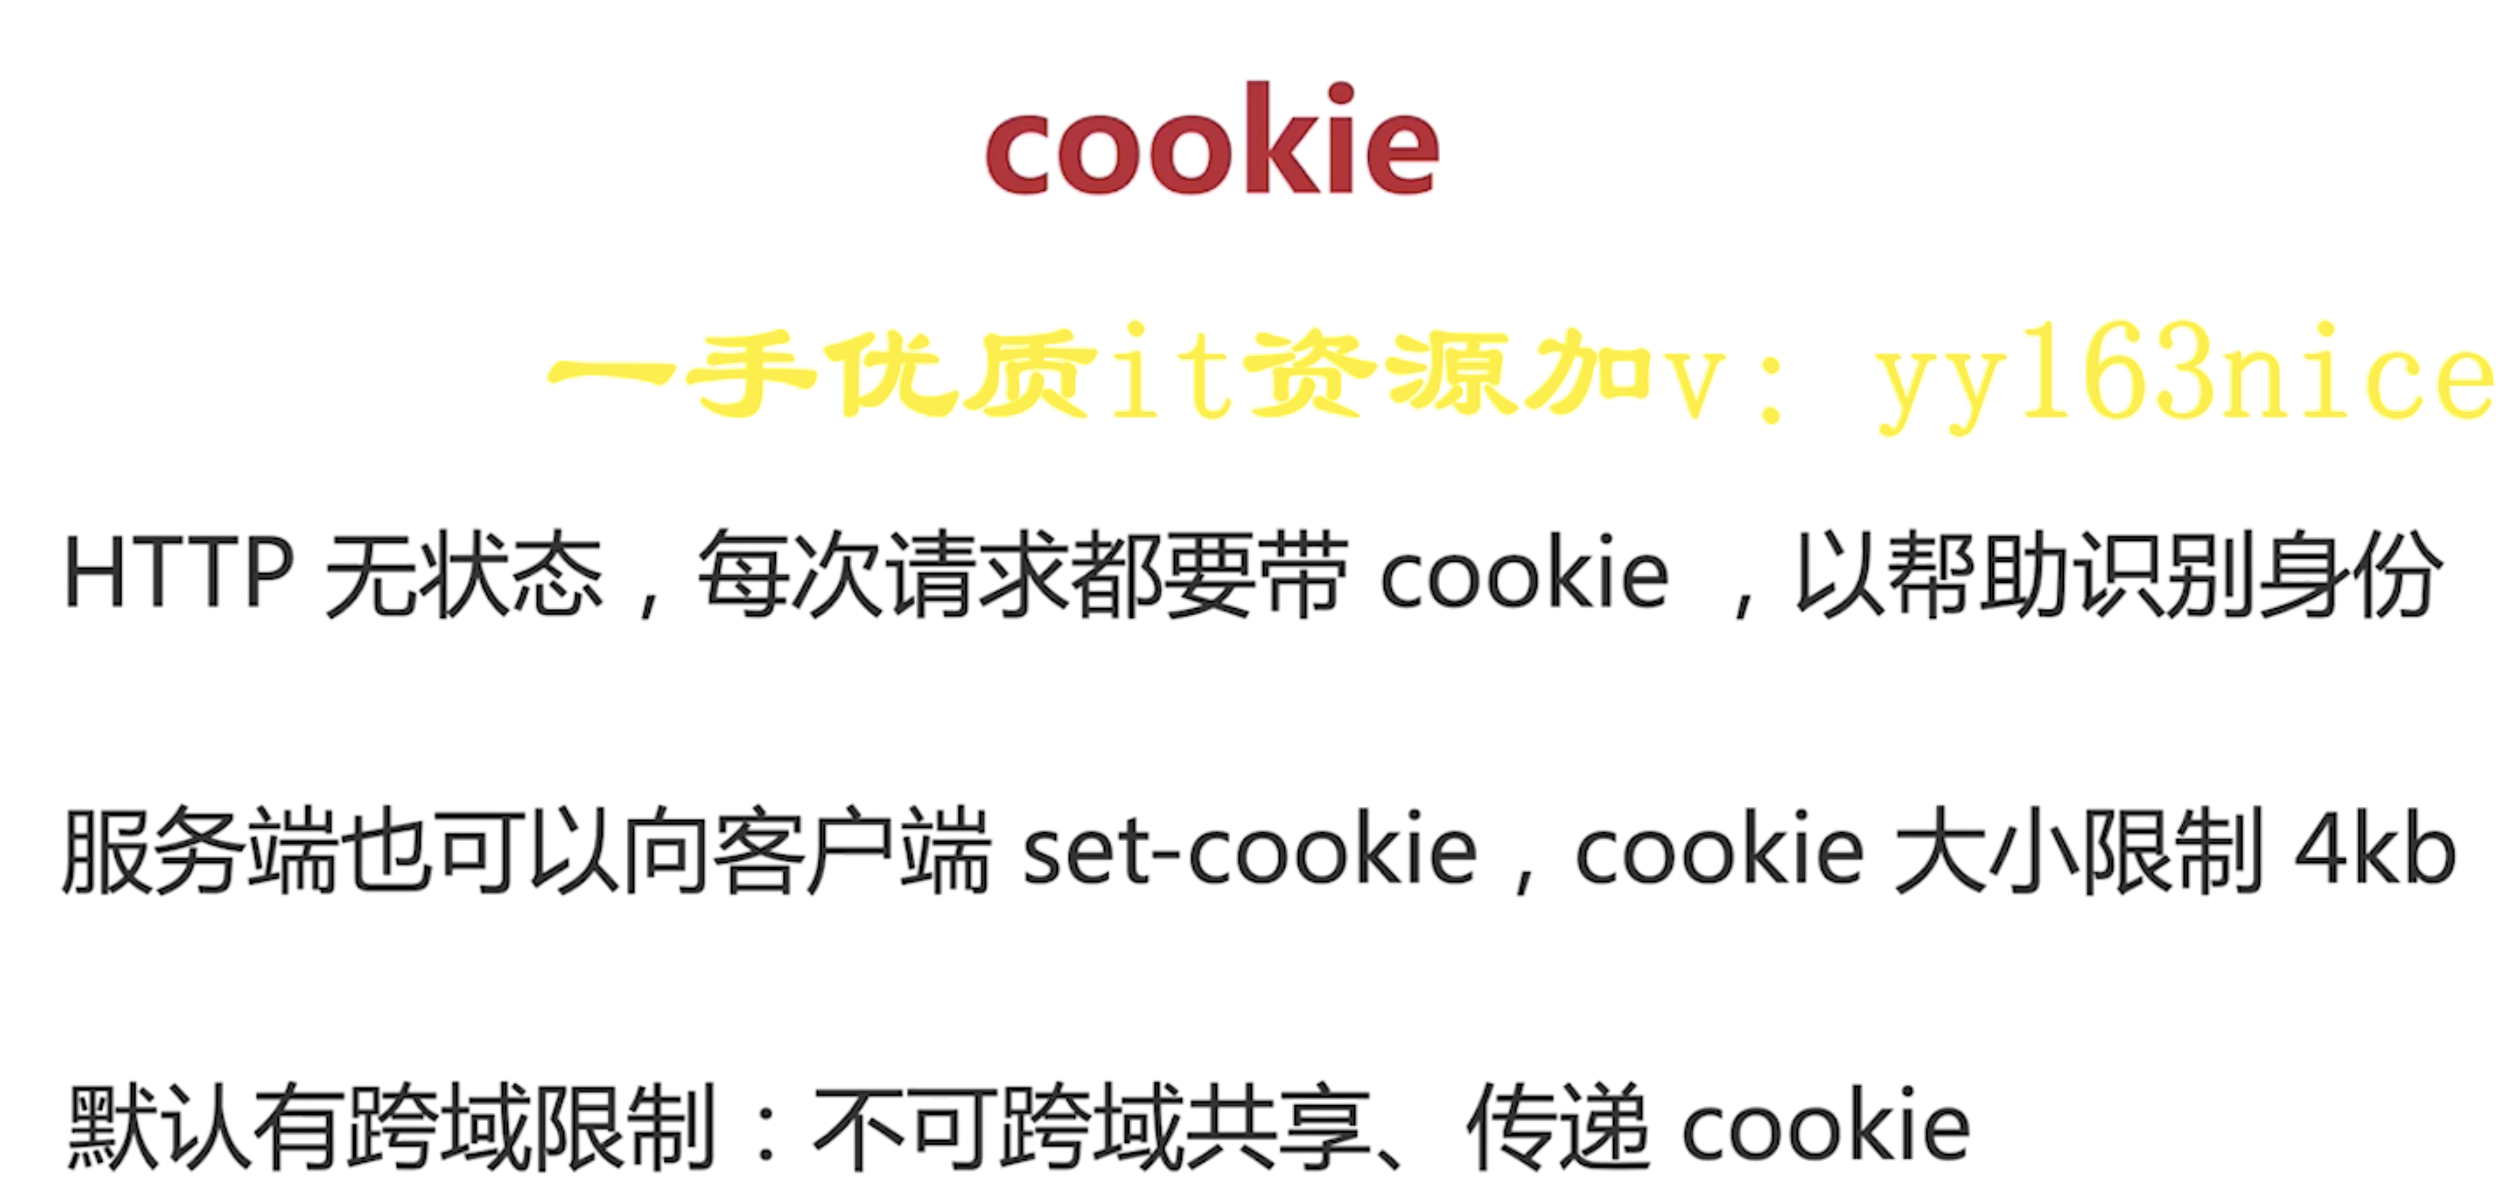 cookie
一手优质it资源加v: yy163nice
HTTP 无状态，每次请求都要带 cookie ，以帮助识别身份
服务端也可以向客户端 set-cookie，cookie 大小限制 4kb
默认有跨域限制：不可跨域共享、传递 cookie